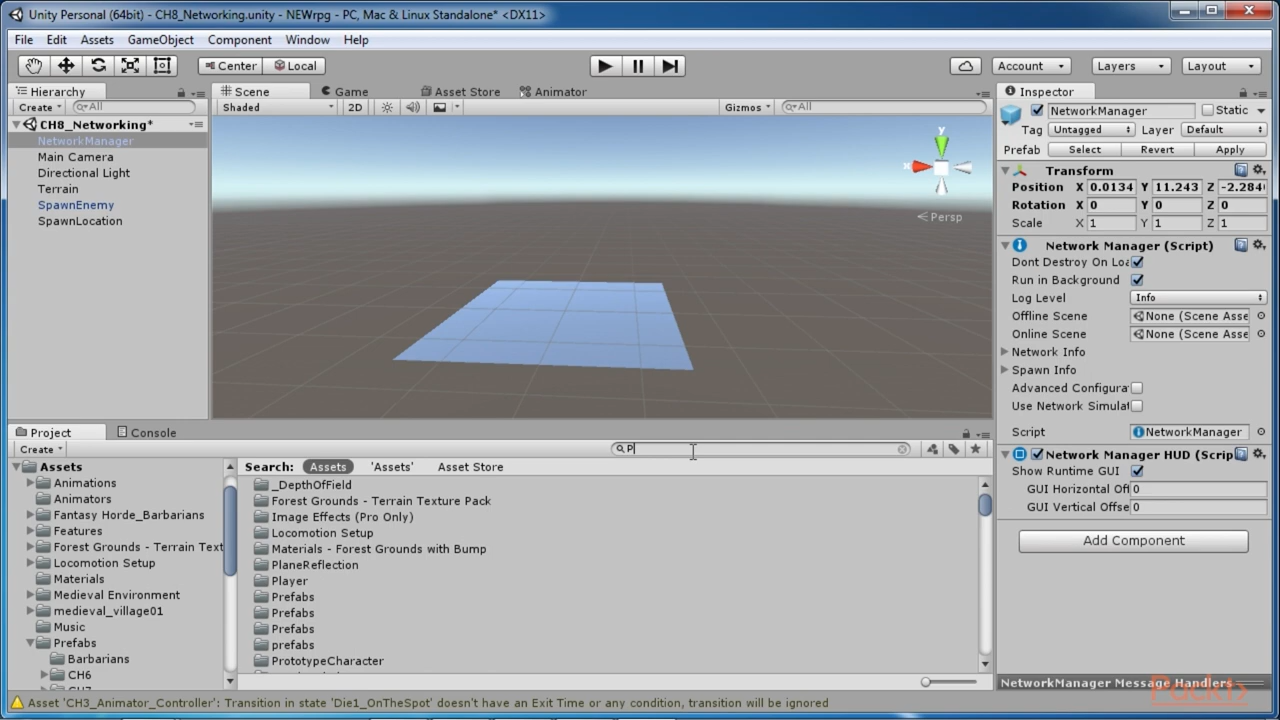 Unity Personal (64bit) - CH8_Networking.unity - NEWrpg - PC, Mac & Linux Standalone* <DX11>
File Edit Assets GameObject Component Window Help
Center Local Account Layers Layout
Hierarchy
Create All
CH8_Networking*
NetworkManager
Main Camera
Directional Light
Terrain
SpawnEnemy
SpawnLocation
Scene Game Asset Store Animator
Shaded 2D Gizmos All
y
x
Persp
Inspector
NetworkManager Static
Tag Untagged Layer Default
Prefab Select Revert Apply
Transform
Position X 0.0134 Y 11.243 Z -2.284
Rotation X 0 Y 0 Z 0
Scale X 1 Y 1 Z 1
Network Manager (Script)
Dont Destroy On Loa
Run in Background
Log Level Info
Offline Scene None (Scene Asse
Online Scene None (Scene Asse
Network Info
Spawn Info
Advanced Configura
Use Network Simulat
Script NetworkManager
Network Manager HUD (Scrip
Show Runtime GUI
GUI Horizontal Off 0
GUI Vertical Offse 0
Add Component
NetworkManager Message Handlers
Project Console
Create P
Assets
Animations
Animators
Fantasy Horde_Barbarians
Features
Forest Grounds - Terrain Text
Locomotion Setup
Materials
Medieval Environment
medieval_village01
Music
Prefabs
Barbarians
CH6
CH7
Search: Assets 'Assets' Asset Store
_DepthOfField
Forest Grounds - Terrain Texture Pack
Image Effects (Pro Only)
Locomotion Setup
Materials - Forest Grounds with Bump
PlaneReflection
Player
Prefabs
Prefabs
Prefabs
prefabs
PrototypeCharacter
Asset 'CH3_Animator_Controller': Transition in state 'Die1_OnTheSpot' doesn't have an Exit Time or any condition, transition will be ignored
Packt